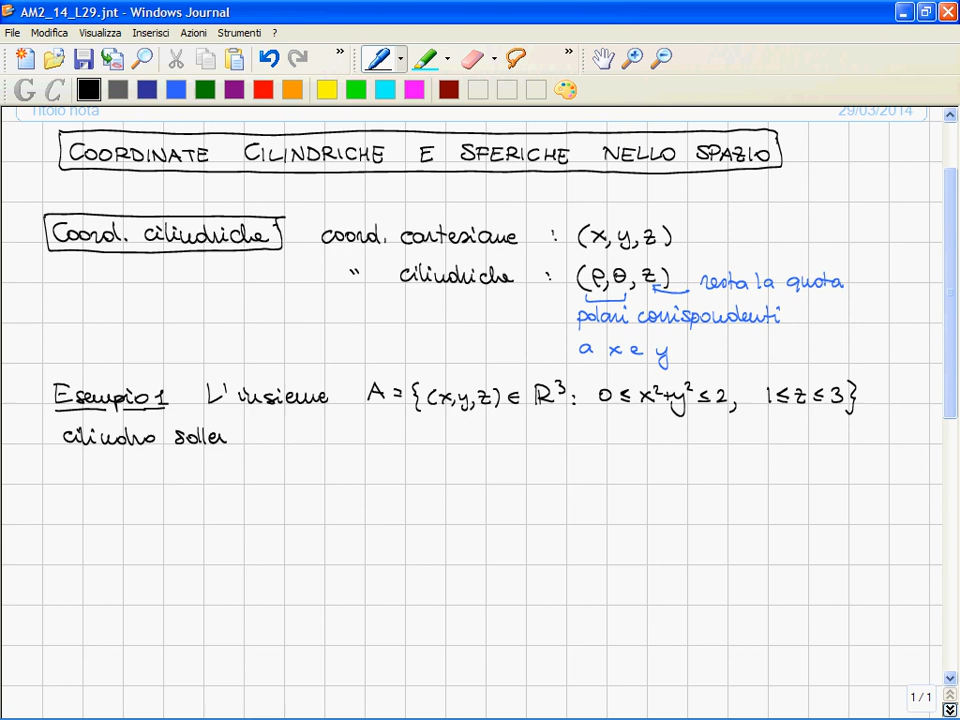 AM2_14_L29.jnt - Windows Journal
File Modifica Visualizza Inserisci Azioni Strumenti ?
Titolo nota 29/03/2014
COORDINATE CILINDRICHE E SFERICHE NELLO SPAZIO
Coord. cilindriche coord. cartesiane : (x, y, z)
" cilindriche : (ρ, θ, z) resta la quota
polari corrispondenti
a x e y
Esempio 1 L'insieme A = {(x,y,z) ∈ ℝ³ : 0 ≤ x²+y² ≤ 2, 1 ≤ z ≤ 3}
cilindro soller
1 / 1